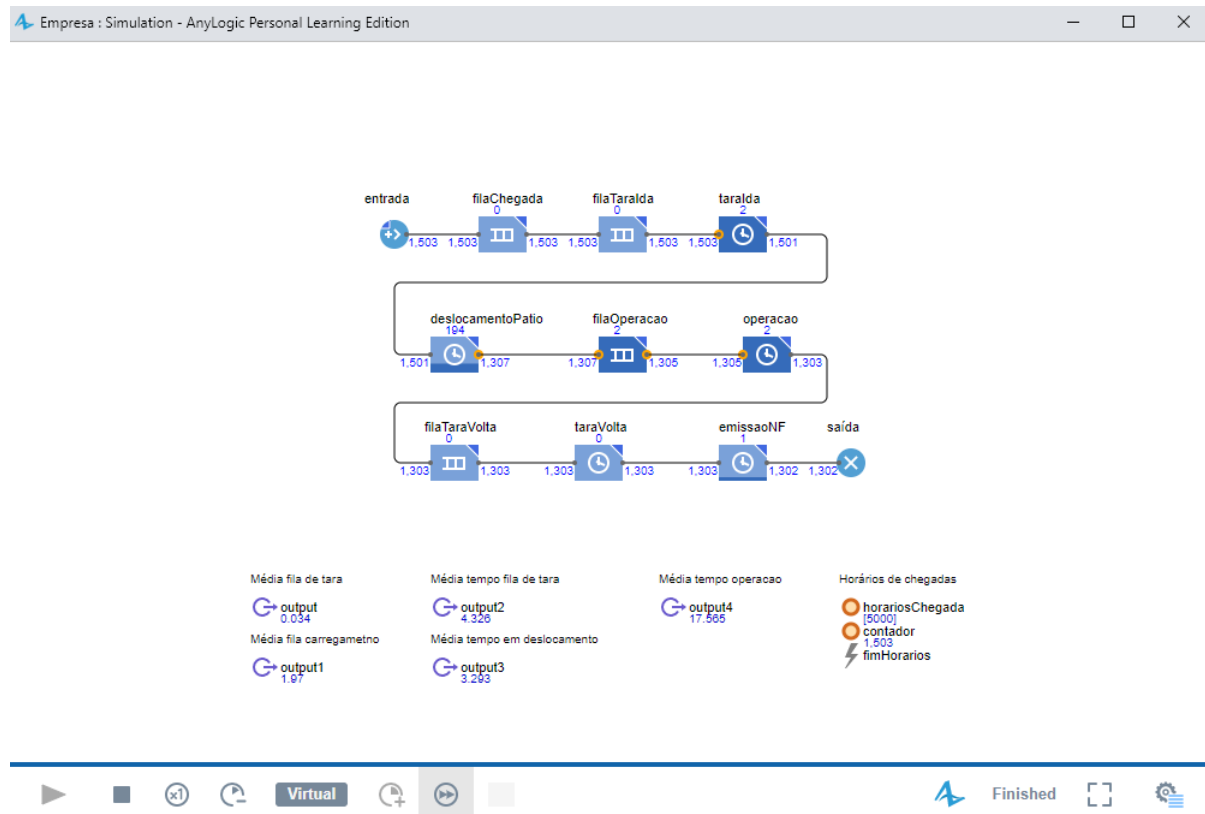 Empresa : Simulation - AnyLogic Personal Learning Edition
entrada filaChegada filaTaraIda taraIda
0 0 2
1,503 1,503 1,503 1,503 1,503 1,503 1,501
deslocamentoPatio filaOperacao operacao
194 2 2
1,501 1,307 1,307 1,305 1,305 1,303
filaTaraVolta taraVolta emissaoNF saída
0 0 1
1,303 1,303 1,303 1,303 1,303 1,302 1,302
Média fila de tara Média tempo fila de tara Média tempo operacao Horários de chegadas
output output2 output4 horariosChegada
0.034 4.326 17.565 [5000]
contador
Média fila carregametno Média tempo em deslocamento 1,503
fimHorarios
output1 output3
1.97 3.293
x1 Virtual Finished